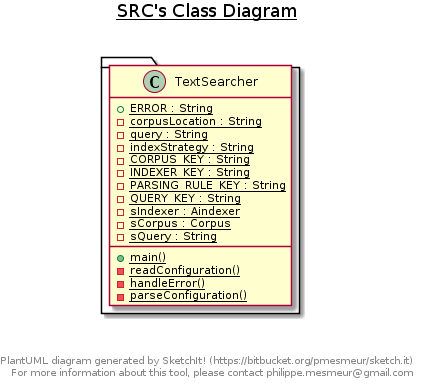 SRC's Class Diagram
C TextSearcher
ERROR : String
corpusLocation : String
query : String
indexStrategy : String
CORPUS_KEY : String
INDEXER_KEY : String
PARSING_RULE_KEY : String
QUERY_KEY : String
sIndexer : Aindexer
sCorpus : Corpus
sQuery : String
main()
readConfiguration()
handleError()
parseConfiguration()
PlantUML diagram generated by SketchIt! (https://bitbucket.org/pmesmeur/sketch.it)
For more information about this tool, please contact philippe.mesmeur@gmail.com